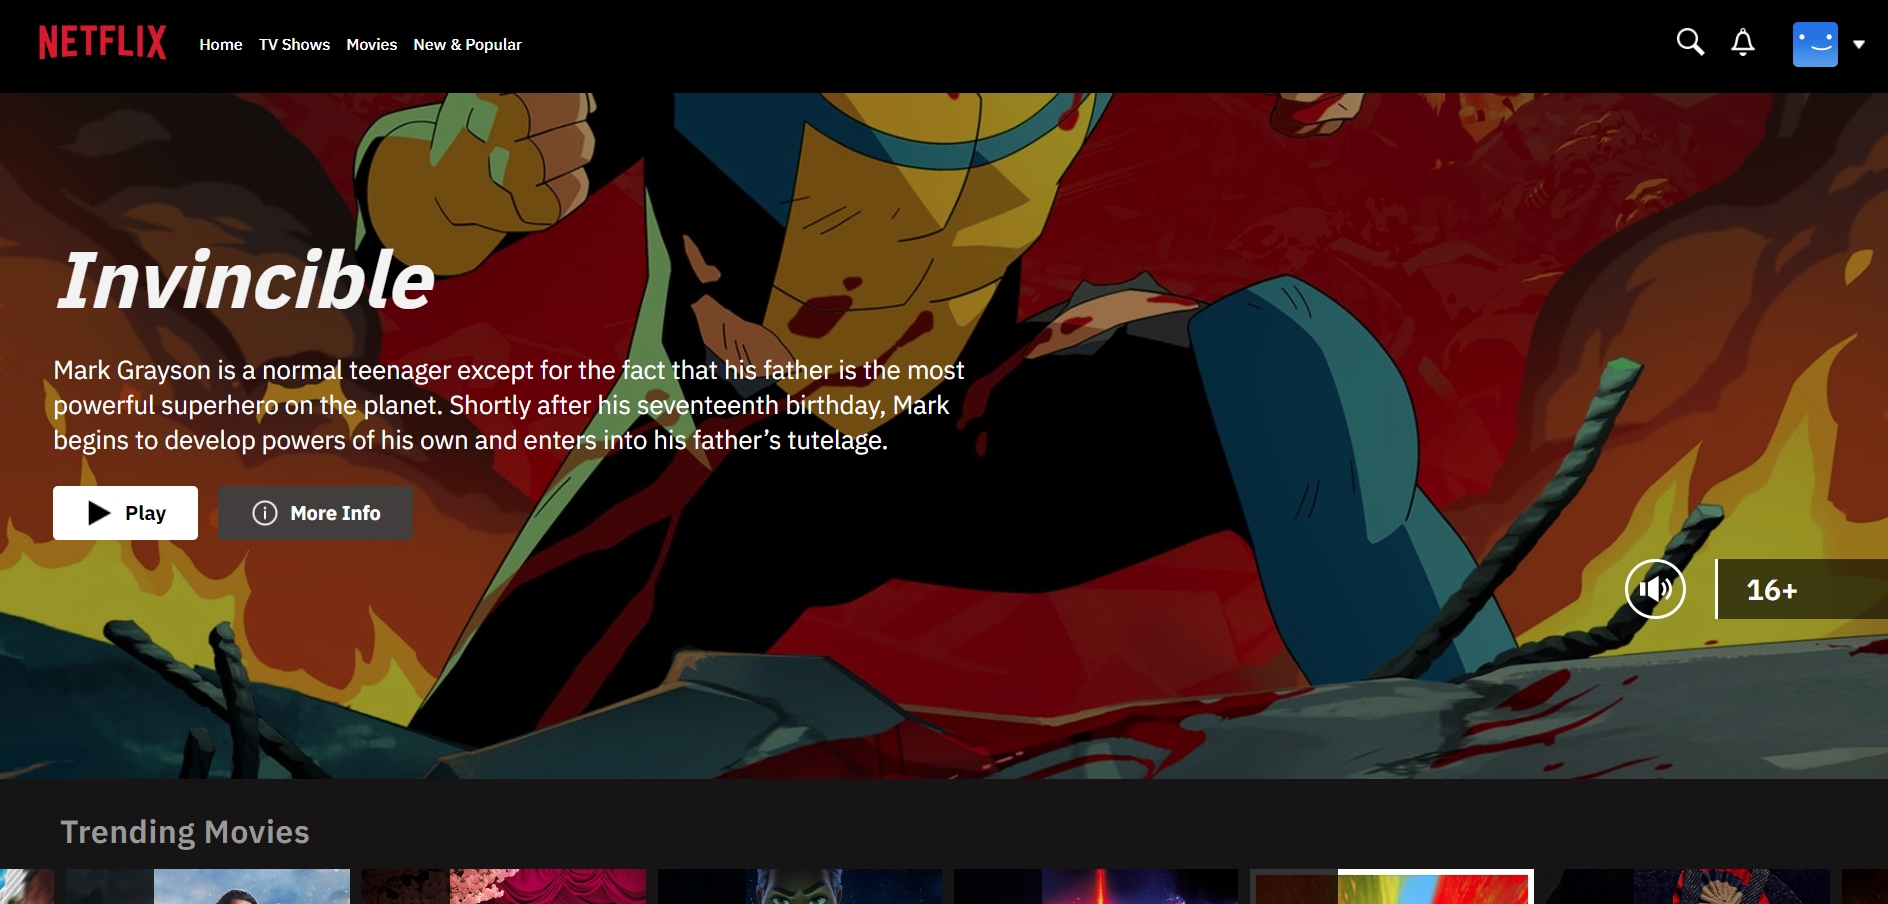 NETFLIX Home TV Shows Movies New & Popular
Invincible
Mark Grayson is a normal teenager except for the fact that his father is the most
powerful superhero on the planet. Shortly after his seventeenth birthday, Mark
begins to develop powers of his own and enters into his father’s tutelage.
Play More Info
16+
Trending Movies